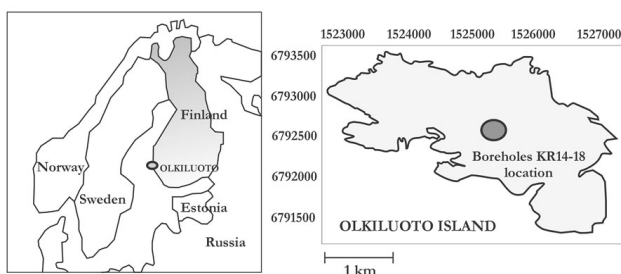 Finland
OLKILUOTO
Norway
Sweden
Estonia
Russia
1523000 1524000 1525000 1526000 1527000
6793500
6793000
6792500
6792000
6791500
Boreholes KR14-18
location
OLKILUOTO ISLAND
1 km